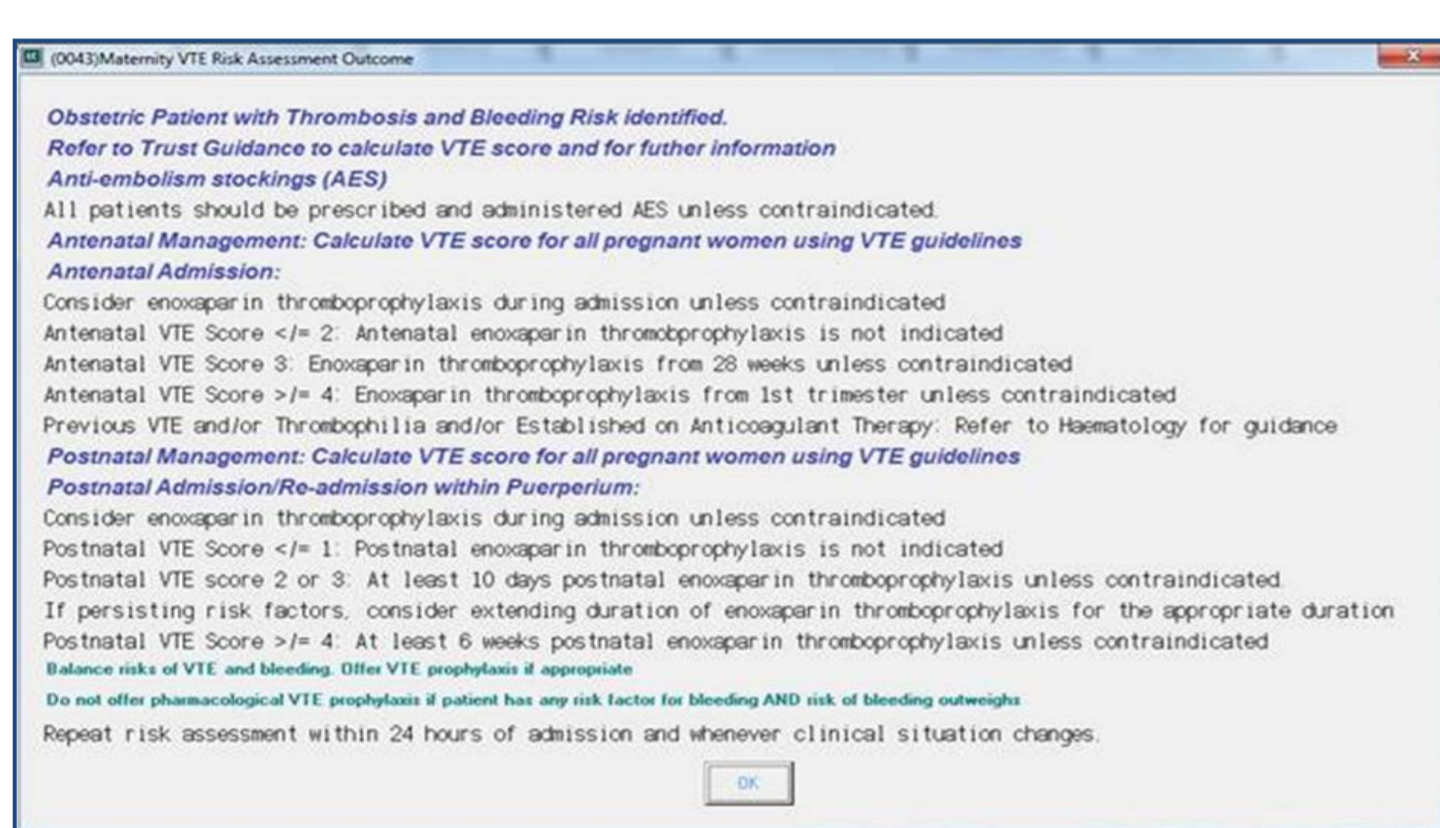 (0043)Maternity VTE Risk Assessment Outcome
Obstetric Patient with Thrombosis and Bleeding Risk identified.
Refer to Trust Guidance to calculate VTE score and for futher information
Anti-embolism stockings (AES)
All patients should be prescribed and administered AES unless contraindicated.
Antenatal Management: Calculate VTE score for all pregnant women using VTE guidelines
Antenatal Admission:
Consider enoxaparin thromboprophylaxis during admission unless contraindicated
Antenatal VTE Score </= 2: Antenatal enoxaparin thromobprophylaxis is not indicated
Antenatal VTE Score 3: Enoxaparin thromboprophylaxis from 28 weeks unless contraindicated
Antenatal VTE Score >/= 4: Enoxaparin thromboprophylaxis from 1st trimester unless contraindicated
Previous VTE and/or Thrombophilia and/or Established on Anticoagulant Therapy: Refer to Haematology for guidance
Postnatal Management: Calculate VTE score for all pregnant women using VTE guidelines
Postnatal Admission/Re-admission within Puerperium:
Consider enoxaparin thromboprophylaxis during admission unless contraindicated
Postnatal VTE Score </= 1: Postnatal enoxaparin thromboprophylaxis is not indicated
Postnatal VTE score 2 or 3: At least 10 days postnatal enoxaparin thromboprophylaxis unless contraindicated.
If persisting risk factors, consider extending duration of enoxaparin thromboprophylaxis for the appropriate duration
Postnatal VTE Score >/= 4: At least 6 weeks postnatal enoxaparin thromboprophylaxis unless contraindicated
Balance risks of VTE and bleeding. Offer VTE prophylaxis if appropriate
Do not offer pharmacological VTE prophylaxis if patient has any risk factor for bleeding AND risk of bleeding outweighs
Repeat risk assessment within 24 hours of admission and whenever clinical situation changes.
OK